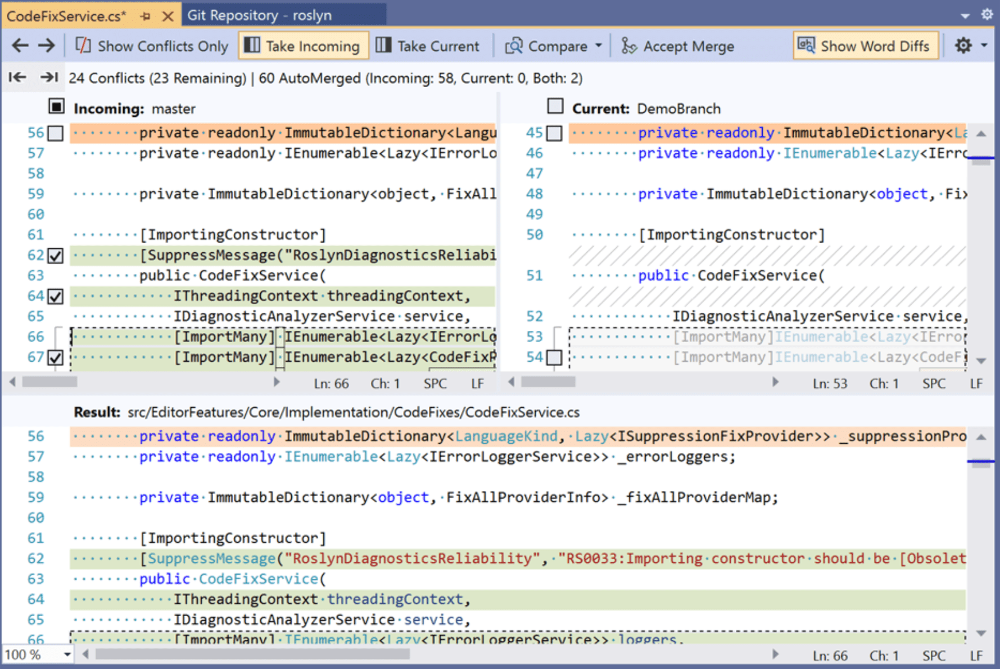 CodeFixService.cs* Git Repository - roslyn
Show Conflicts Only Take Incoming Take Current Compare Accept Merge Show Word Diffs
24 Conflicts (23 Remaining) | 60 AutoMerged (Incoming: 58, Current: 0, Both: 2)
Incoming: master
56 private readonly ImmutableDictionary<Langu
57 private readonly IEnumerable<Lazy<IErrorLo
58
59 private ImmutableDictionary<object, FixAll
60
61 [ImportingConstructor]
62 [SuppressMessage("RoslynDiagnosticsReliabi
63 public CodeFixService(
64 IThreadingContext threadingContext,
65 IDiagnosticAnalyzerService service,
66 [ImportMany] IEnumerable<Lazy<IErrorLo
67 [ImportMany] IEnumerable<Lazy<CodeFixP
Ln: 66 Ch: 1 SPC LF
Current: DemoBranch
45 private readonly ImmutableDictionary<La
46 private readonly IEnumerable<Lazy<IErro
47
48 private ImmutableDictionary<object, Fix
49
50 [ImportingConstructor]
51 public CodeFixService(
52 IDiagnosticAnalyzerService service,
53 [ImportMany]IEnumerable<Lazy<IError
54 [ImportMany]IEnumerable<Lazy<CodeF
Ln: 53 Ch: 1 SPC LF
Result: src/EditorFeatures/Core/Implementation/CodeFixes/CodeFixService.cs
56 private readonly ImmutableDictionary<LanguageKind, Lazy<ISuppressionFixProvider>> _suppressionPro
57 private readonly IEnumerable<Lazy<IErrorLoggerService>> _errorLoggers;
58
59 private ImmutableDictionary<object, FixAllProviderInfo> _fixAllProviderMap;
60
61 [ImportingConstructor]
62 [SuppressMessage("RoslynDiagnosticsReliability", "RS0033:Importing constructor should be [Obsolet
63 public CodeFixService(
64 IThreadingContext threadingContext,
65 IDiagnosticAnalyzerService service,
66 [ImportMany] IEnumerable<Lazy<IErrorLoggerService>> loggers,
100 % Ln: 66 Ch: 1 SPC LF